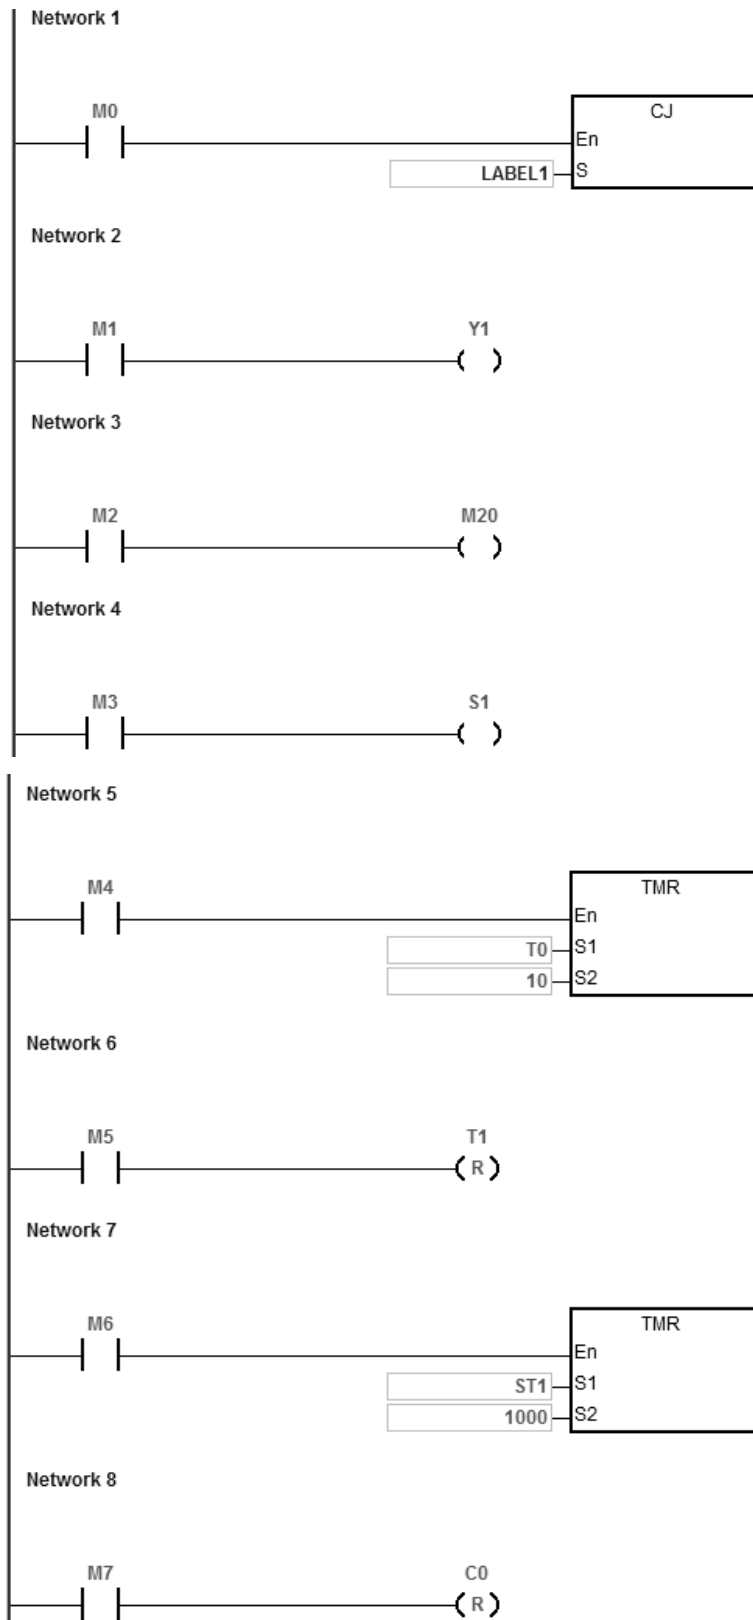 Network 1
M0
CJ
En
LABEL1 S
Network 2
M1 Y1
Network 3
M2 M20
Network 4
M3 S1
Network 5
M4
TMR
En
T0 S1
10 S2
Network 6
M5 T1
R
Network 7
M6
TMR
En
ST1 S1
1000 S2
Network 8
M7 C0
R